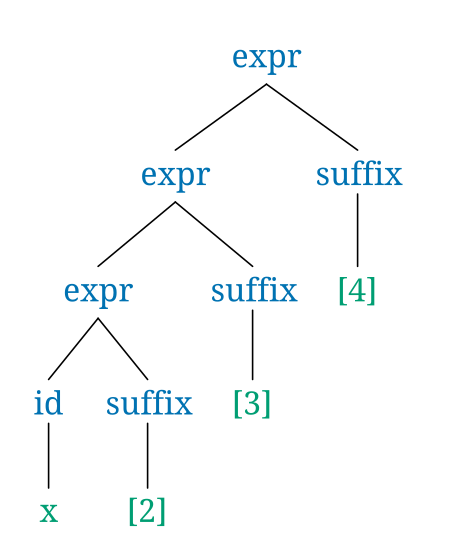 expr
expr suffix
expr suffix [4]
id suffix [3]
x [2]